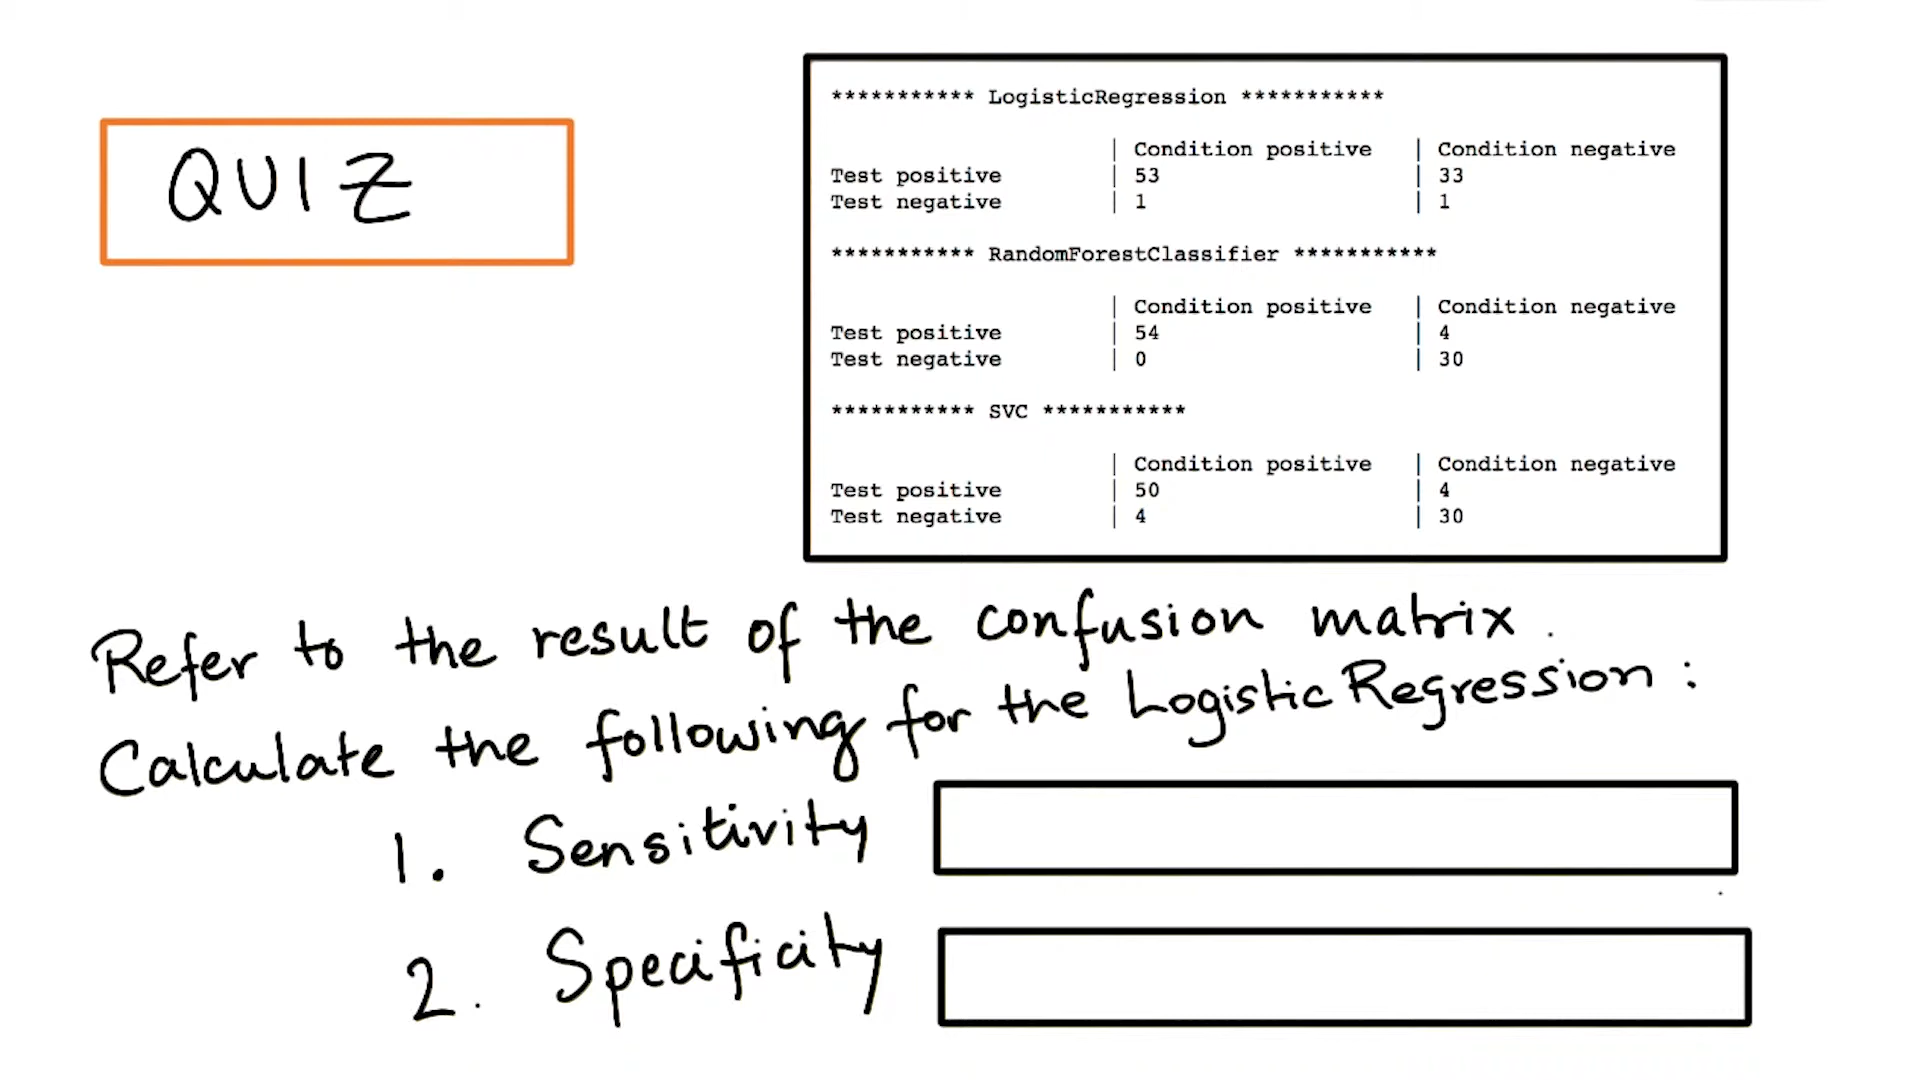 QUIZ
*********** LogisticRegression ***********
| Condition positive | Condition negative
Test positive | 53 | 33
Test negative | 1 | 1
*********** RandomForestClassifier ***********
| Condition positive | Condition negative
Test positive | 54 | 4
Test negative | 0 | 30
*********** SVC ***********
| Condition positive | Condition negative
Test positive | 50 | 4
Test negative | 4 | 30
Refer to the result of the confusion matrix.
Calculate the following for the Logistic Regression:
1. Sensitivity
2. Specificity